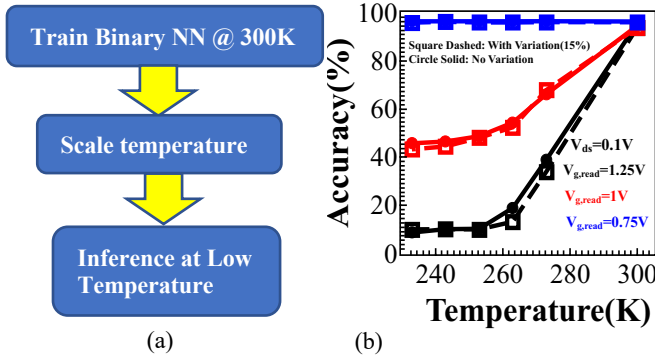 Train Binary NN @ 300K
Scale temperature
Inference at Low
Temperature
(a)
Accuracy(%)
100
80
60
40
20
0
Square Dashed: With Variation(15%)
Circle Solid: No Variation
V_ds=0.1V
V_g,read=1.25V
V_g,read=1V
V_g,read=0.75V
240 260 280 300
Temperature(K)
(b)